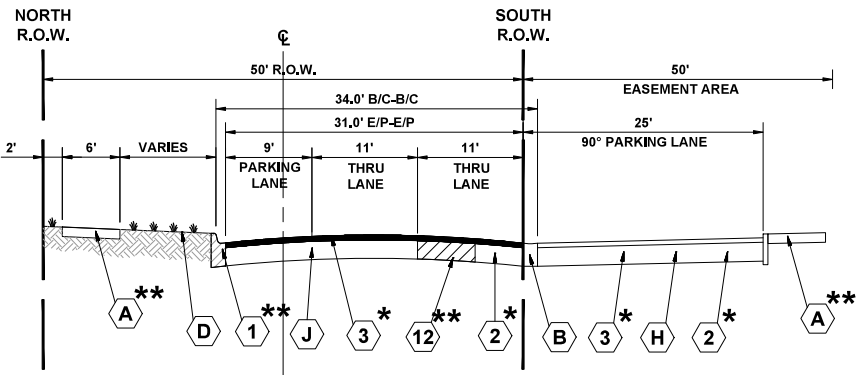 NORTH
R.O.W.
SOUTH
R.O.W.
℄
50' R.O.W.
50'
EASEMENT AREA
34.0' B/C-B/C
31.0' E/P-E/P
25'
90° PARKING LANE
2'
6'
VARIES
9'
PARKING
LANE
11'
THRU
LANE
11'
THRU
LANE
A**
D
1**
J
3*
12**
2*
B
3*
H
2*
A**